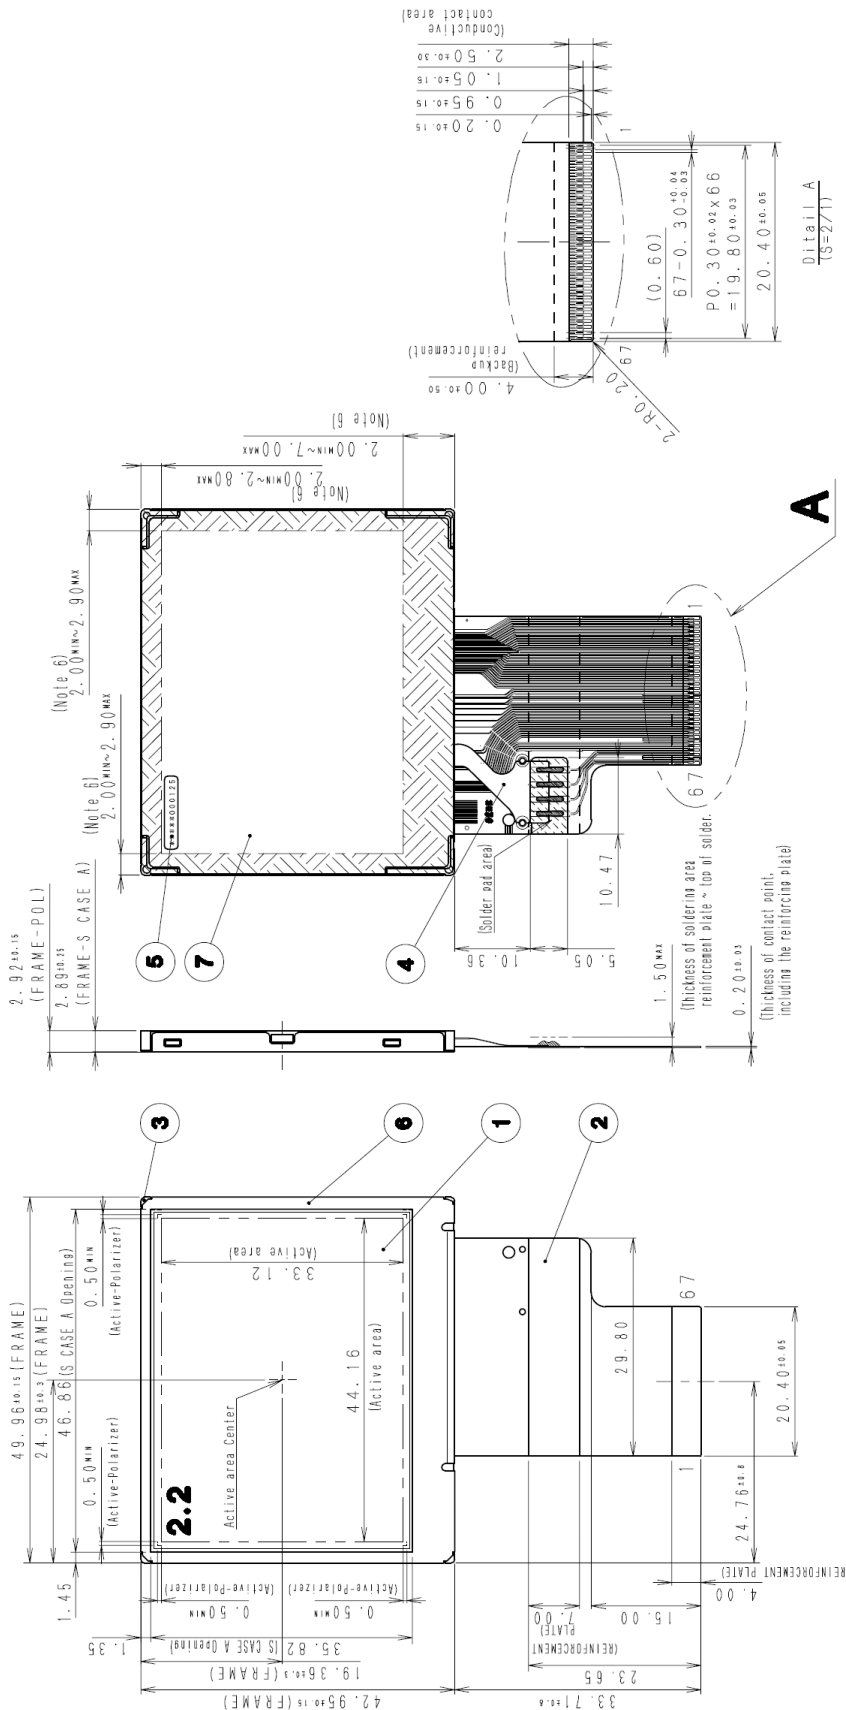 49.96±0.15 (FRAME)
24.98±0.3 (FRAME)
46.86 (S CASE A Opening)
0.50MIN
(Active-Polarizer)
0.50MIN
(Active-Polarizer)
1.45
1.35
0.50MIN
(Active-Polarizer)
0.50MIN
(Active-Polarizer)
35.82 (S CASE A Opening)
19.36±0.3 (FRAME)
42.95±0.15 (FRAME)
33.71±0.8
23.65
7.00
(REINFORCEMENT
PLATE)
15.00
4.00
(REINFORCEMENT PLATE)
2.2
Active area Center
44.16
(Active area)
33.12
(Active area)
3
6
1
2
29.80
20.40±0.05
24.76±0.8
1
67
2.92±0.15
(FRAME-POL)
2.89±0.25
(FRAME-S CASE A)
1.50MAX
(Thickness of soldering area
reinforcement plate ~ top of solder.
0.20±0.03
(Thickness of contact point,
including the reinforcing plate)
(Note 6)
2.00MIN~2.90MAX
(Note 6)
2.00MIN~2.90MAX
2.00MIN~2.80MAX
(Note 6)
2.00MIN~7.00MAX
(Note 6)
5
7
4
(Solder pad area)
10.36
5.05
10.47
67
1
A
(Conductive
contact area)
2.50±0.30
1.05±0.15
0.95±0.15
0.20±0.15
4.00±0.50
(Backup
reinforcement)
2-R0.20
67
1
(0.60)
67-0.30+0.04
-0.03
P0.30±0.02x66
=19.80±0.03
20.40±0.05
Ditail A
(S=2/1)